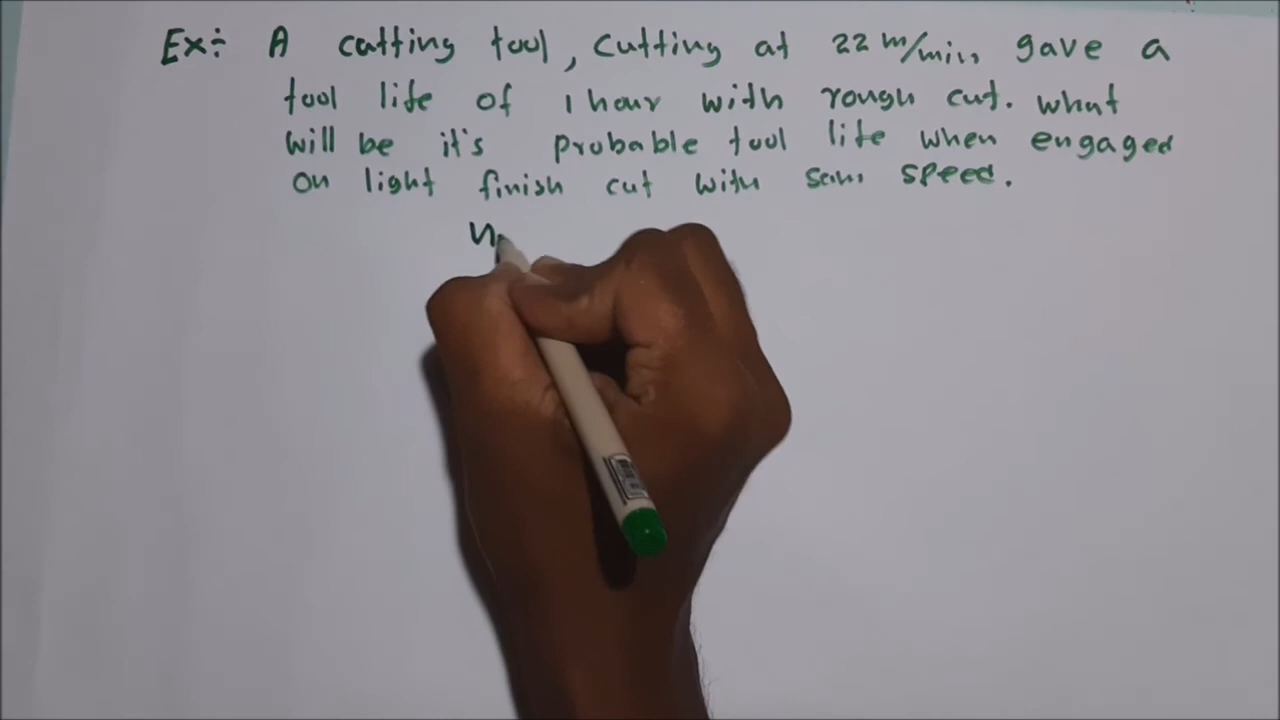 Ex÷ A cutting tool, cutting at 22 m/min gave a
tool life of 1 hour with rough cut. what
will be it's probable tool life when engaged
on light finish cut with same speed.
n